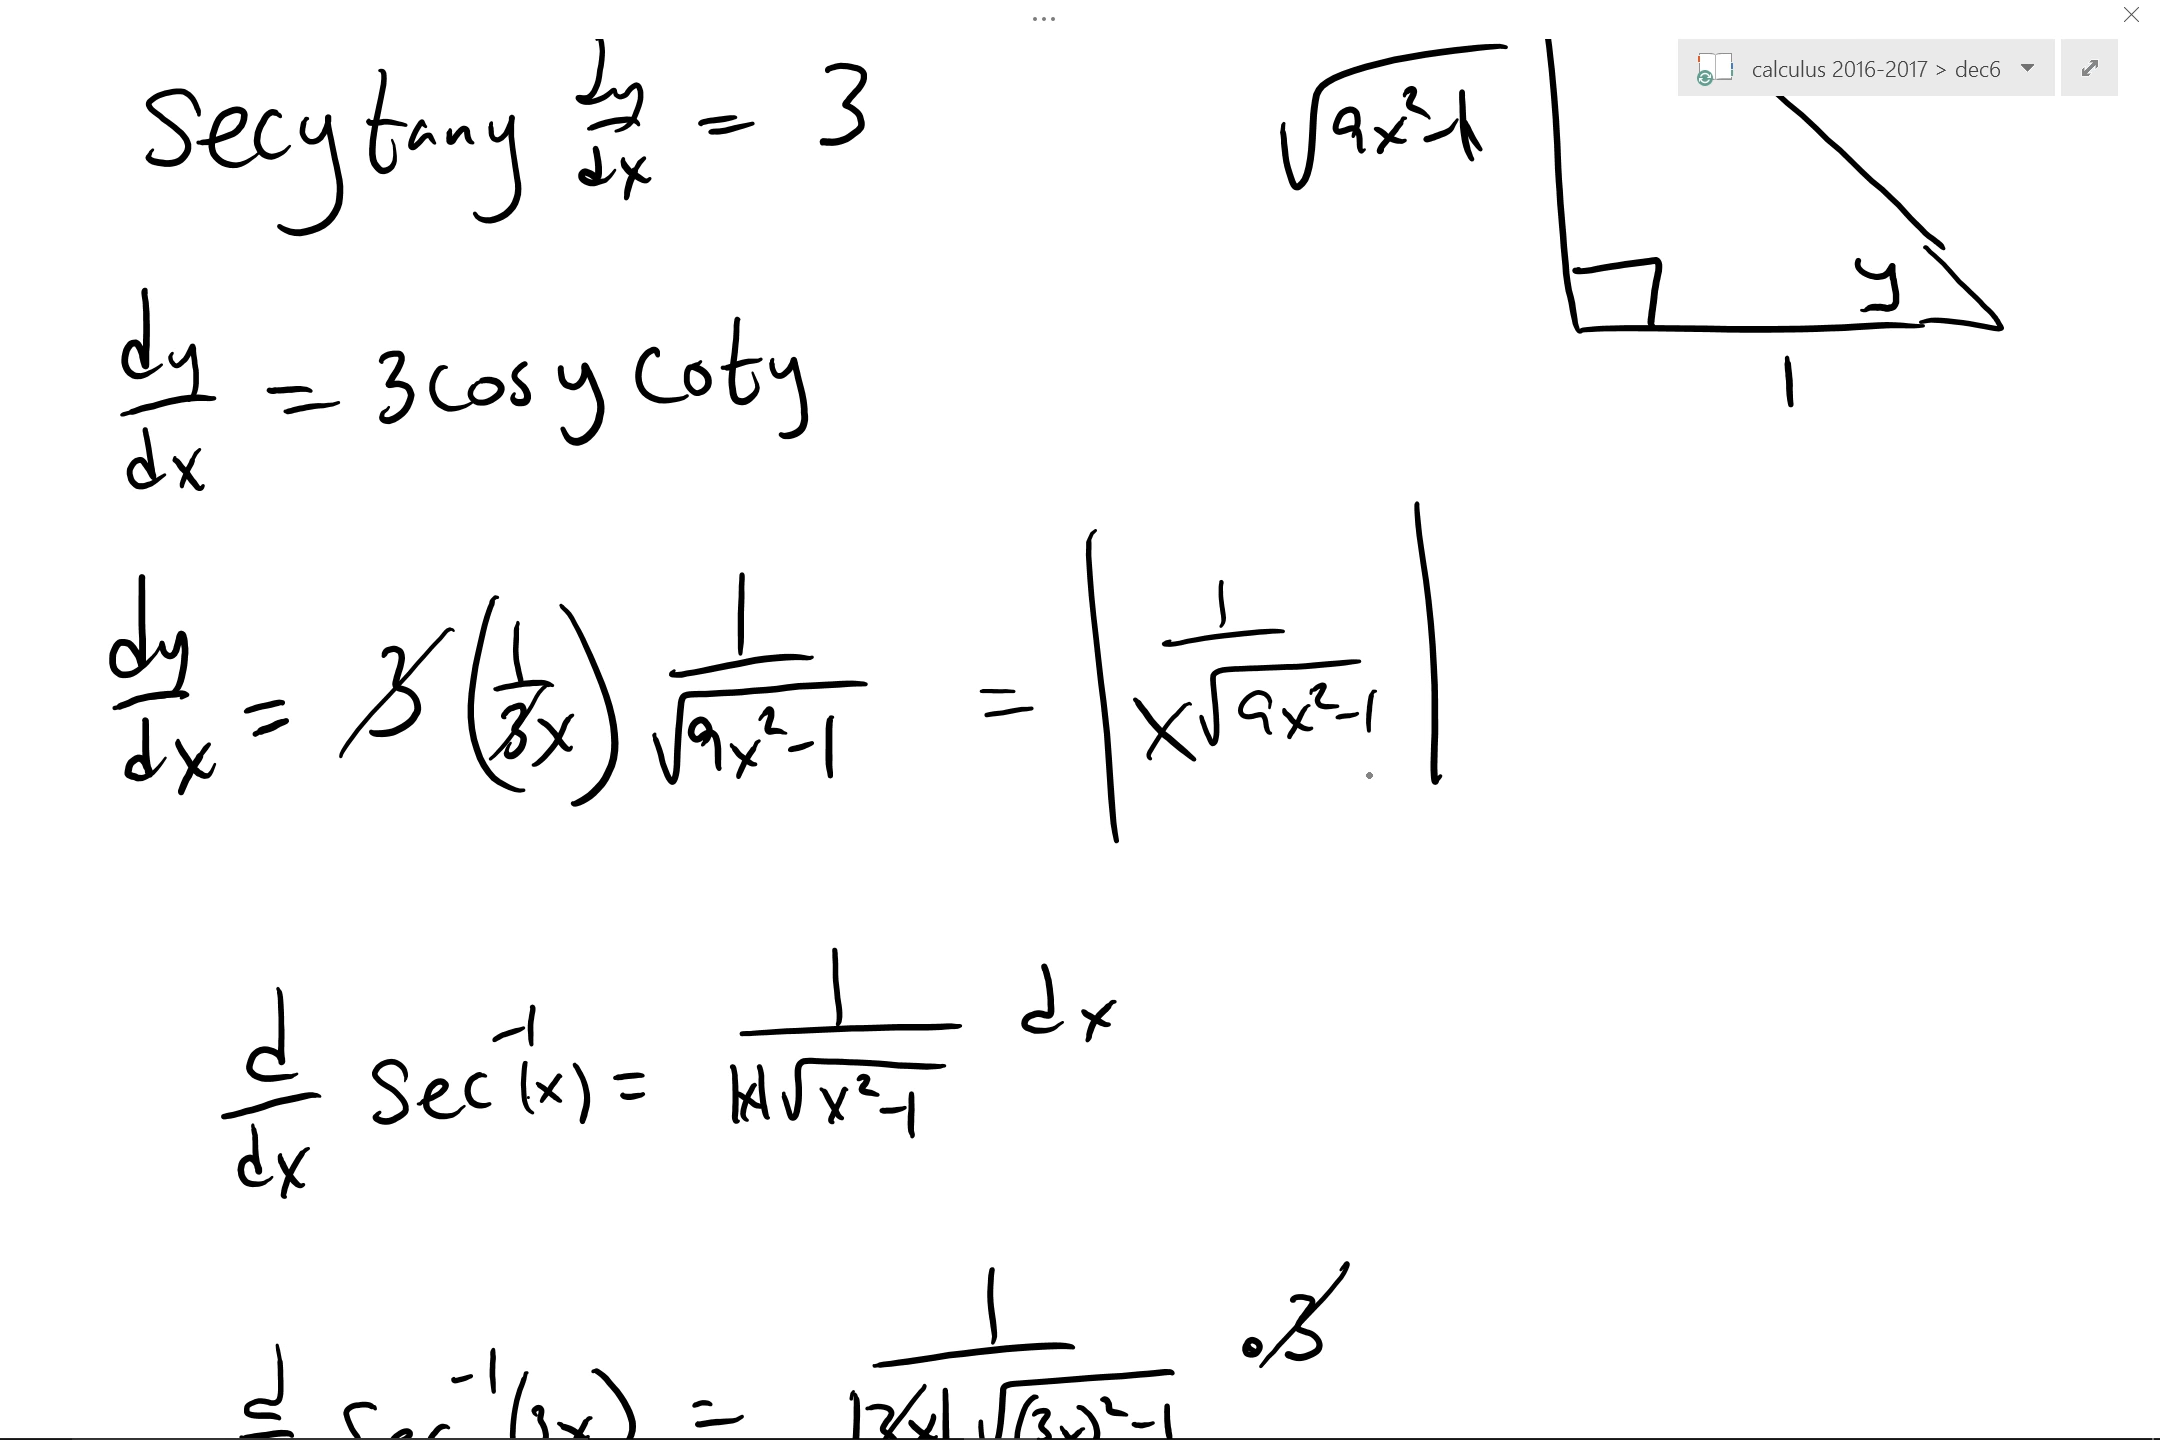 calculus 2016-2017 > dec6
sec y tan y dy/dx = 3
√(9x²-1)
y
1
dy/dx = 3 cos y cot y
dy/dx = 3 (1/3x) 1/√(9x²-1) = | 1/x√(9x²-1) |
d/dx Sec⁻¹(x) = 1/|x|√(x²-1) dx
d sec⁻¹(3x) = 1/|3x|√((3x)²-1) · 3